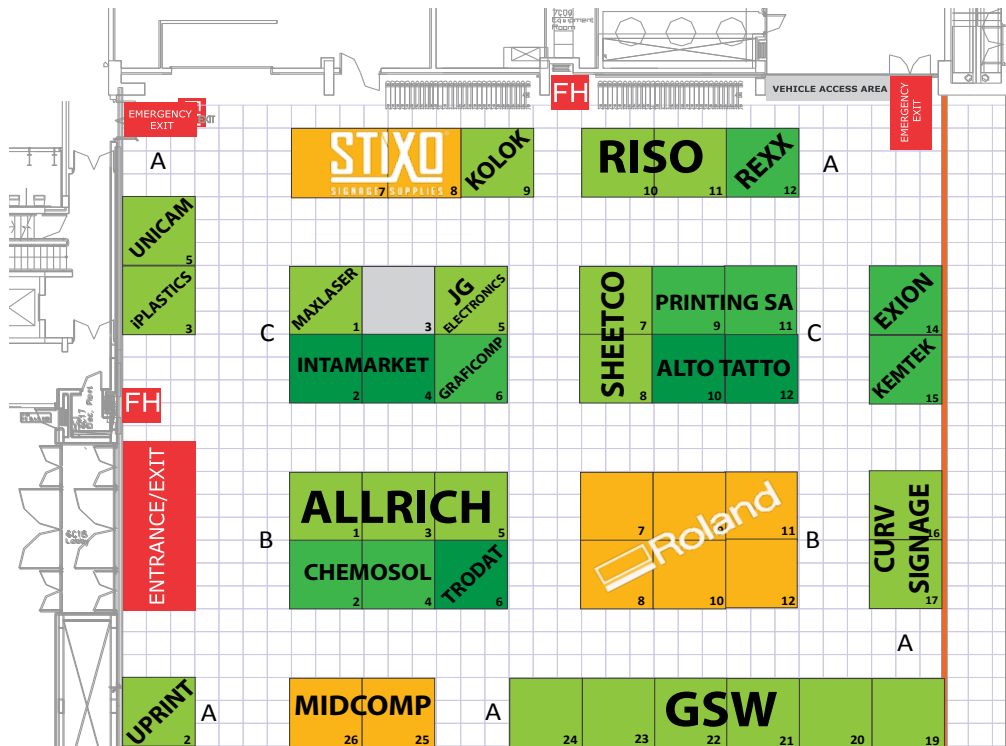 VEHICLE ACCESS AREA
EMERGENCY
EXIT
EMERGENCY
EXIT
FH
A
STIXO
SIGNAGE SUPPLIES
7
8
KOLOK
9
RISO
10
11
REXX
12
A
UNICAM
5
iPLASTICS
3
MAXLASER
1
3
JG
ELECTRONICS
5
C
INTAMARKET
2
4
GRAFICOMP
6
SHEETCO
7
8
PRINTING SA
9
11
C
ALTO TATTO
10
12
EXION
14
KEMTEK
15
FH
ENTRANCE/EXIT
ALLRICH
1
3
5
B
CHEMOSOL
2
4
TRODAT
6
Roland
7
9
11
8
10
12
B
CURV
SIGNAGE
16
17
A
UPRINT
2
A
MIDCOMP
26
25
A
GSW
24
23
22
21
20
19